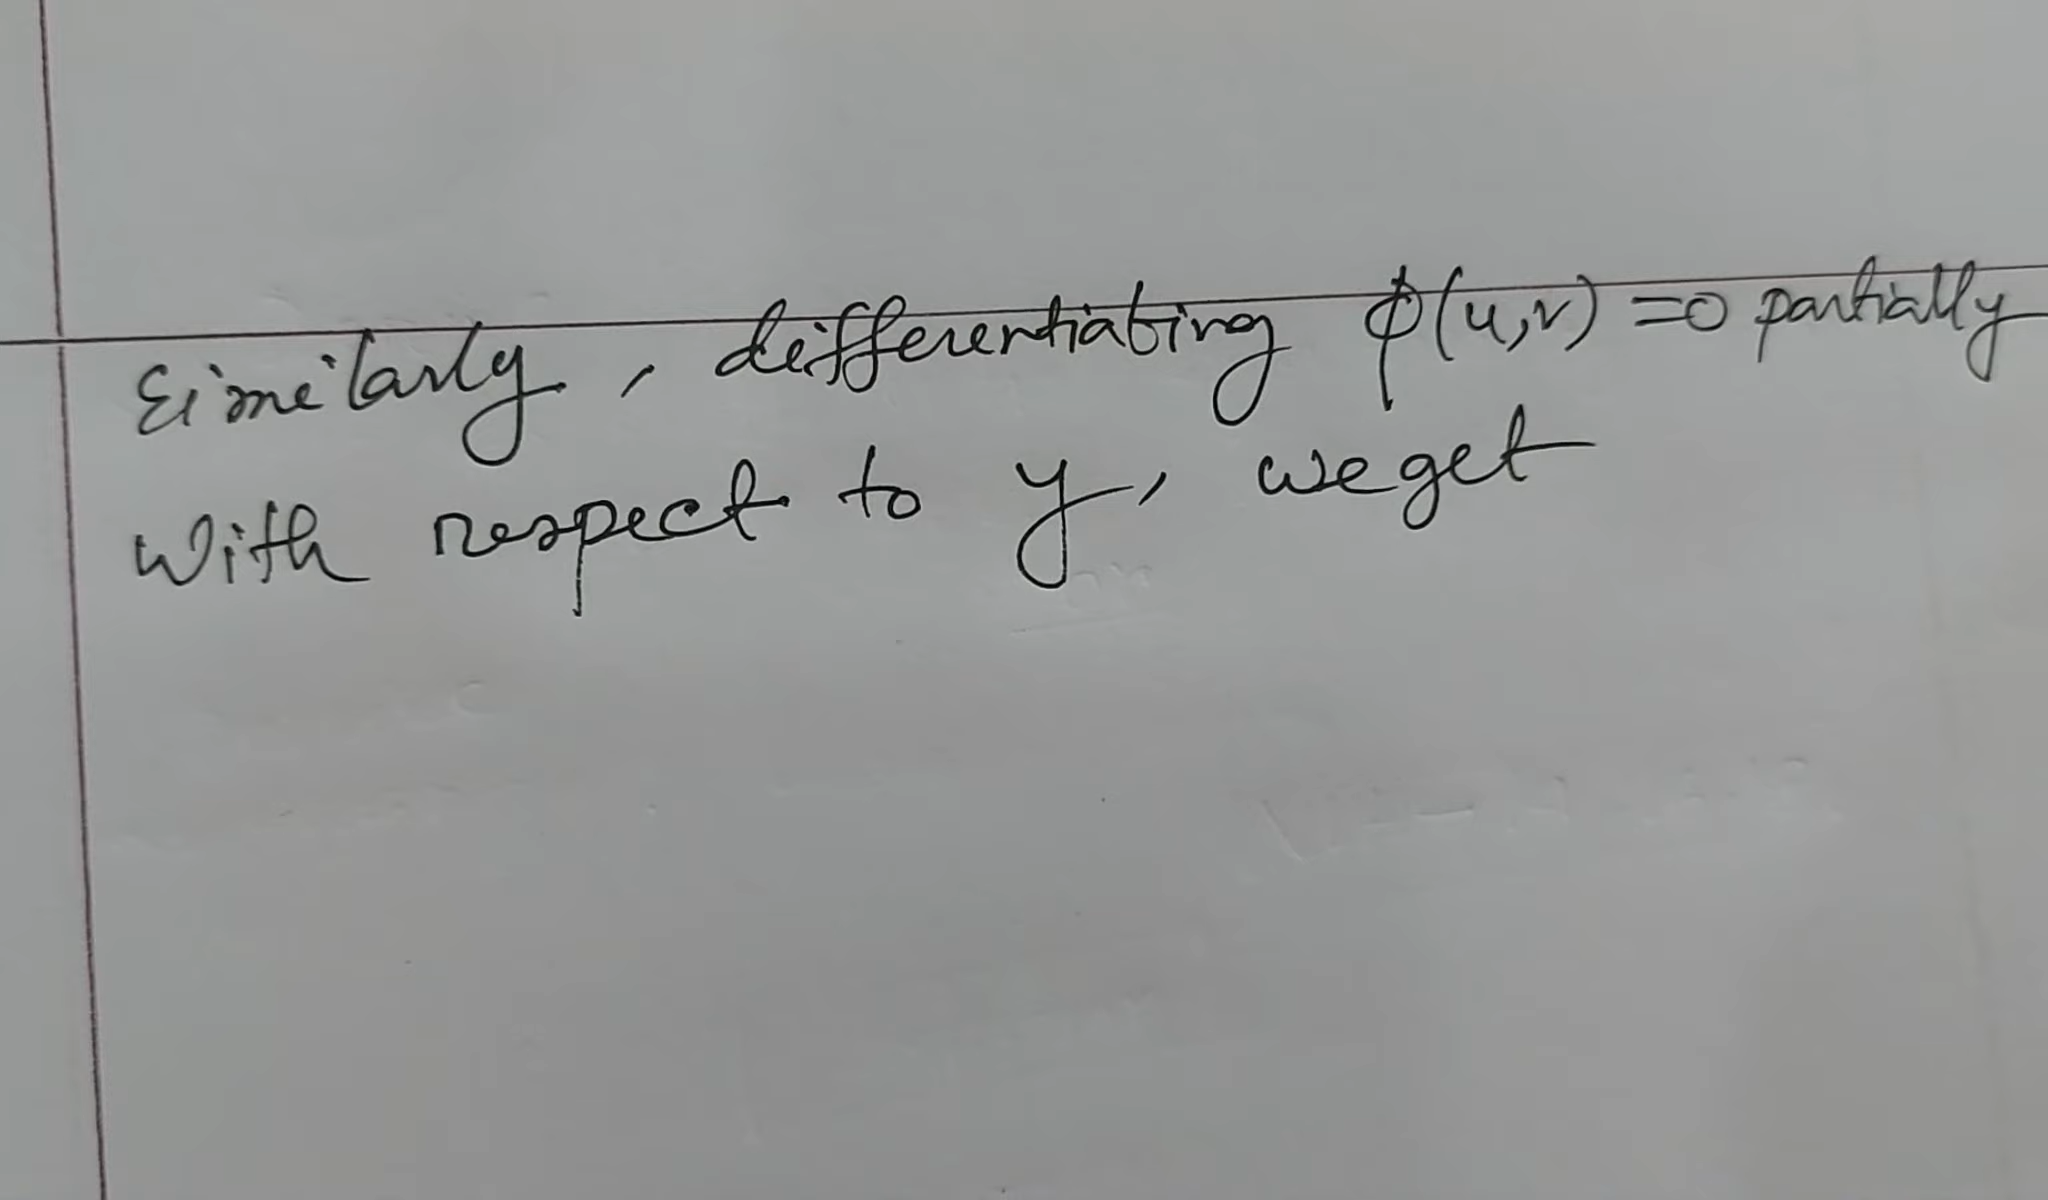 Similarly, differentiating ϕ(u,v) =0 partially
With respect to y, we get